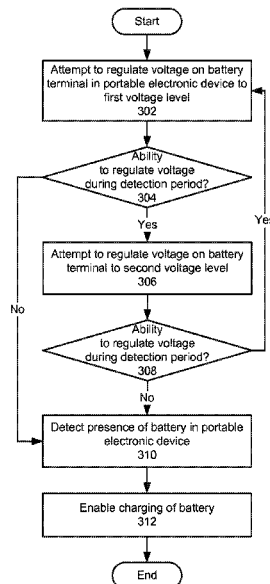 Start
Attempt to regulate voltage on battery
terminal in portable electronic device to
first voltage level
302
Ability
to regulate voltage
during detection period?
304
Yes
Yes
Attempt to regulate voltage on battery
terminal to second voltage level
306
No
Ability
to regulate voltage
during detection period?
308
No
Detect presence of battery in portable
electronic device
310
Enable charging of battery
312
End